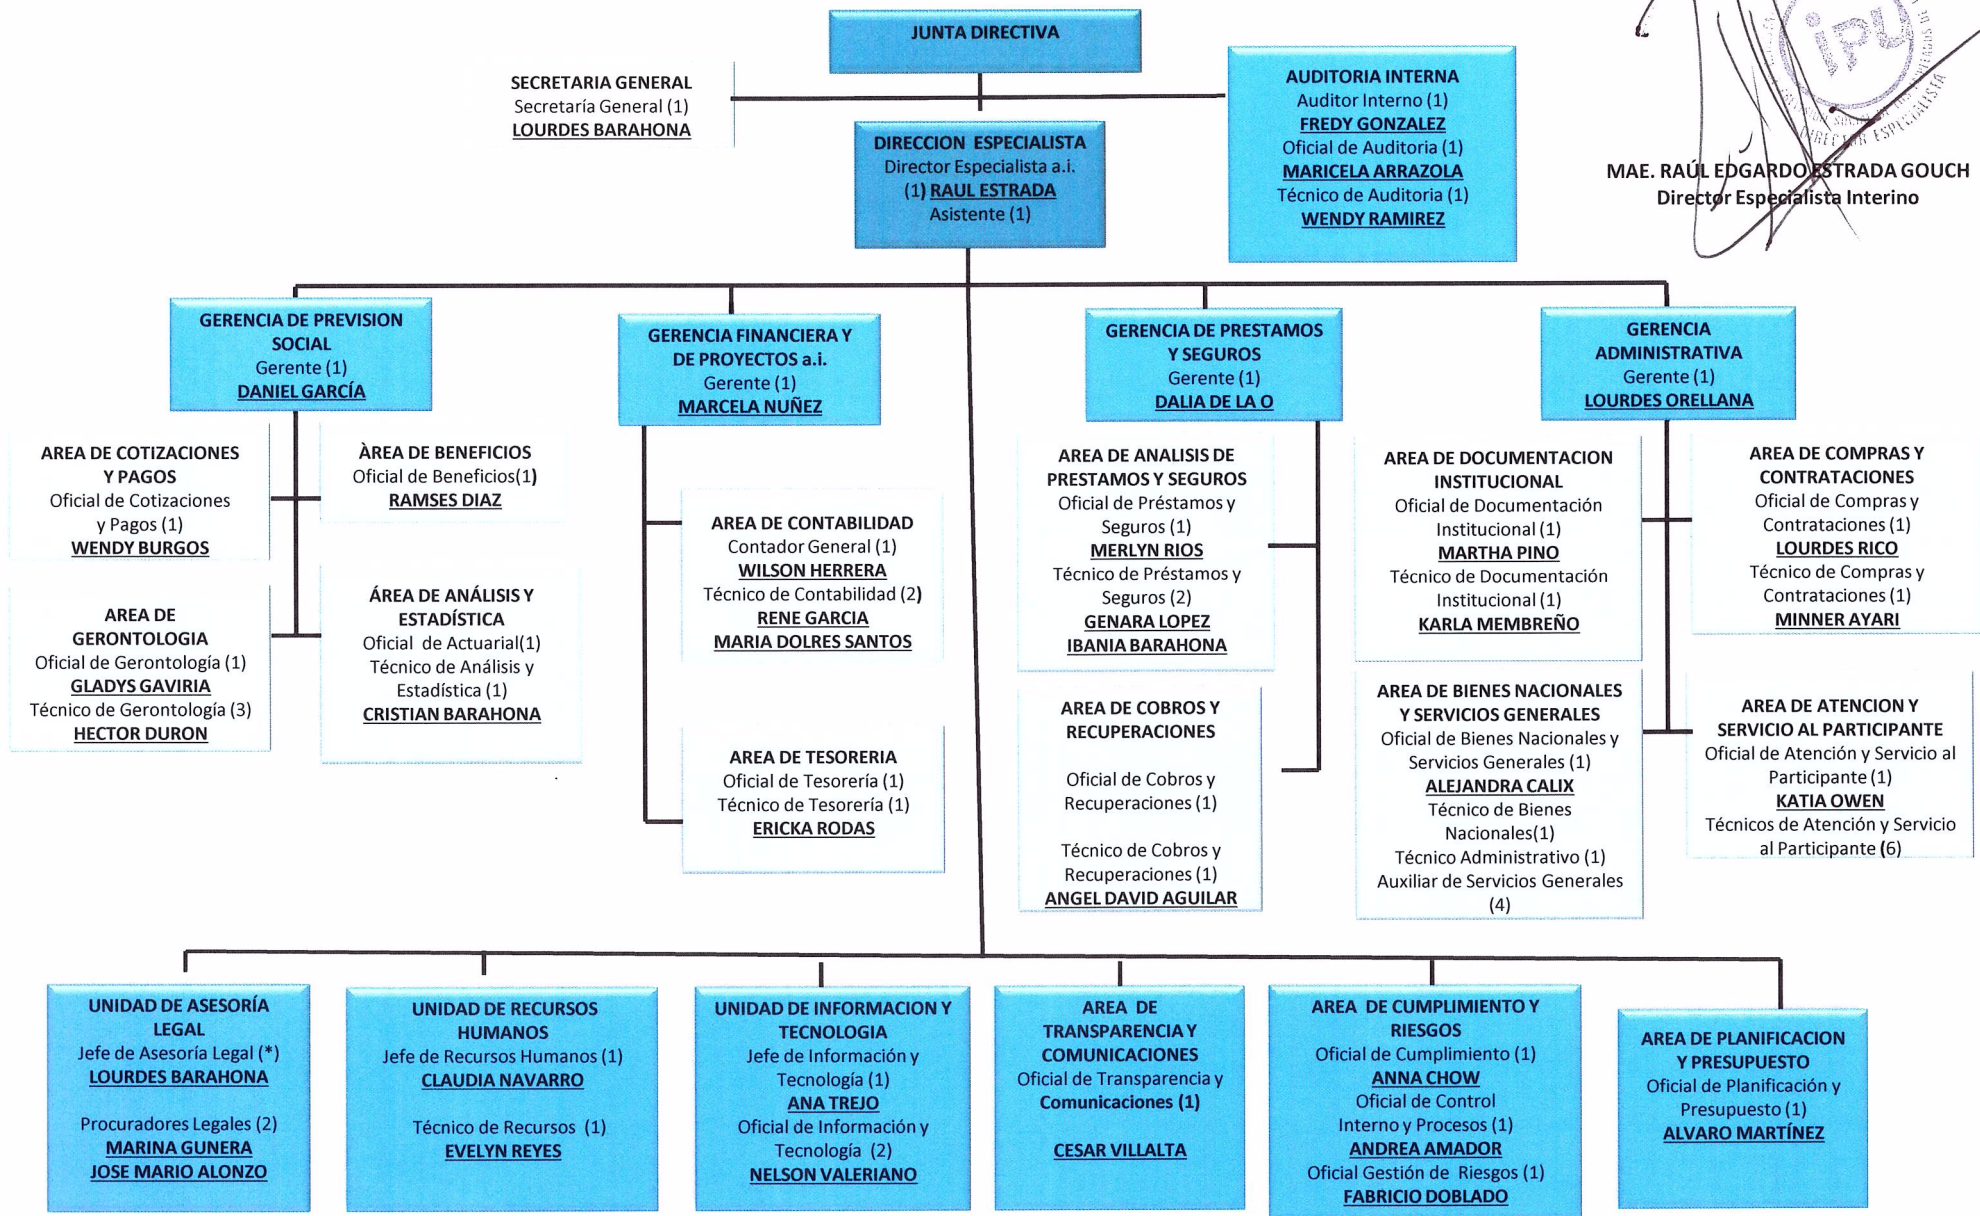 JUNTA DIRECTIVA
SECRETARIA GENERAL
Secretaría General (1)
LOURDES BARAHONA
DIRECCION ESPECIALISTA
Director Especialista a.i.
(1) RAUL ESTRADA
Asistente (1)
AUDITORIA INTERNA
Auditor Interno (1)
FREDY GONZALEZ
Oficial de Auditoria (1)
MARICELA ARRAZOLA
Técnico de Auditoria (1)
WENDY RAMIREZ
iPU
DIRECTOR ESPECIALISTA
MAE. RAÚL EDGARDO ESTRADA GOUCH
Director Especialista Interino
GERENCIA DE PREVISION
SOCIAL
Gerente (1)
DANIEL GARCÍA
GERENCIA FINANCIERA Y
DE PROYECTOS a.i.
Gerente (1)
MARCELA NUÑEZ
GERENCIA DE PRESTAMOS
Y SEGUROS
Gerente (1)
DALIA DE LA O
GERENCIA
ADMINISTRATIVA
Gerente (1)
LOURDES ORELLANA
AREA DE COTIZACIONES
Y PAGOS
Oficial de Cotizaciones
y Pagos (1)
WENDY BURGOS
ÀREA DE BENEFICIOS
Oficial de Beneficios(1)
RAMSES DIAZ
AREA DE
GERONTOLOGIA
Oficial de Gerontología (1)
GLADYS GAVIRIA
Técnico de Gerontología (3)
HECTOR DURON
ÁREA DE ANÁLISIS Y
ESTADÍSTICA
Oficial de Actuarial(1)
Técnico de Análisis y
Estadística (1)
CRISTIAN BARAHONA
AREA DE CONTABILIDAD
Contador General (1)
WILSON HERRERA
Técnico de Contabilidad (2)
RENE GARCIA
MARIA DOLRES SANTOS
AREA DE TESORERIA
Oficial de Tesorería (1)
Técnico de Tesorería (1)
ERICKA RODAS
AREA DE ANALISIS DE
PRESTAMOS Y SEGUROS
Oficial de Préstamos y
Seguros (1)
MERLYN RIOS
Técnico de Préstamos y
Seguros (2)
GENARA LOPEZ
IBANIA BARAHONA
AREA DE COBROS Y
RECUPERACIONES
Oficial de Cobros y
Recuperaciones (1)
Técnico de Cobros y
Recuperaciones (1)
ANGEL DAVID AGUILAR
AREA DE DOCUMENTACION
INSTITUCIONAL
Oficial de Documentación
Institucional (1)
MARTHA PINO
Técnico de Documentación
Institucional (1)
KARLA MEMBREÑO
AREA DE COMPRAS Y
CONTRATACIONES
Oficial de Compras y
Contrataciones (1)
LOURDES RICO
Técnico de Compras y
Contrataciones (1)
MINNER AYARI
AREA DE BIENES NACIONALES
Y SERVICIOS GENERALES
Oficial de Bienes Nacionales y
Servicios Generales (1)
ALEJANDRA CALIX
Técnico de Bienes
Nacionales(1)
Técnico Administrativo (1)
Auxiliar de Servicios Generales
(4)
AREA DE ATENCION Y
SERVICIO AL PARTICIPANTE
Oficial de Atención y Servicio al
Participante (1)
KATIA OWEN
Técnicos de Atención y Servicio
al Participante (6)
UNIDAD DE ASESORÍA
LEGAL
Jefe de Asesoría Legal (*)
LOURDES BARAHONA
Procuradores Legales (2)
MARINA GUNERA
JOSE MARIO ALONZO
UNIDAD DE RECURSOS
HUMANOS
Jefe de Recursos Humanos (1)
CLAUDIA NAVARRO
Técnico de Recursos (1)
EVELYN REYES
UNIDAD DE INFORMACION Y
TECNOLOGIA
Jefe de Información y
Tecnología (1)
ANA TREJO
Oficial de Información y
Tecnología (2)
NELSON VALERIANO
AREA DE
TRANSPARENCIA Y
COMUNICACIONES
Oficial de Transparencia y
Comunicaciones (1)
CESAR VILLALTA
AREA DE CUMPLIMIENTO Y
RIESGOS
Oficial de Cumplimiento (1)
ANNA CHOW
Oficial de Control
Interno y Procesos (1)
ANDREA AMADOR
Oficial Gestión de Riesgos (1)
FABRICIO DOBLADO
AREA DE PLANIFICACION
Y PRESUPUESTO
Oficial de Planificación y
Presupuesto (1)
ALVARO MARTÍNEZ